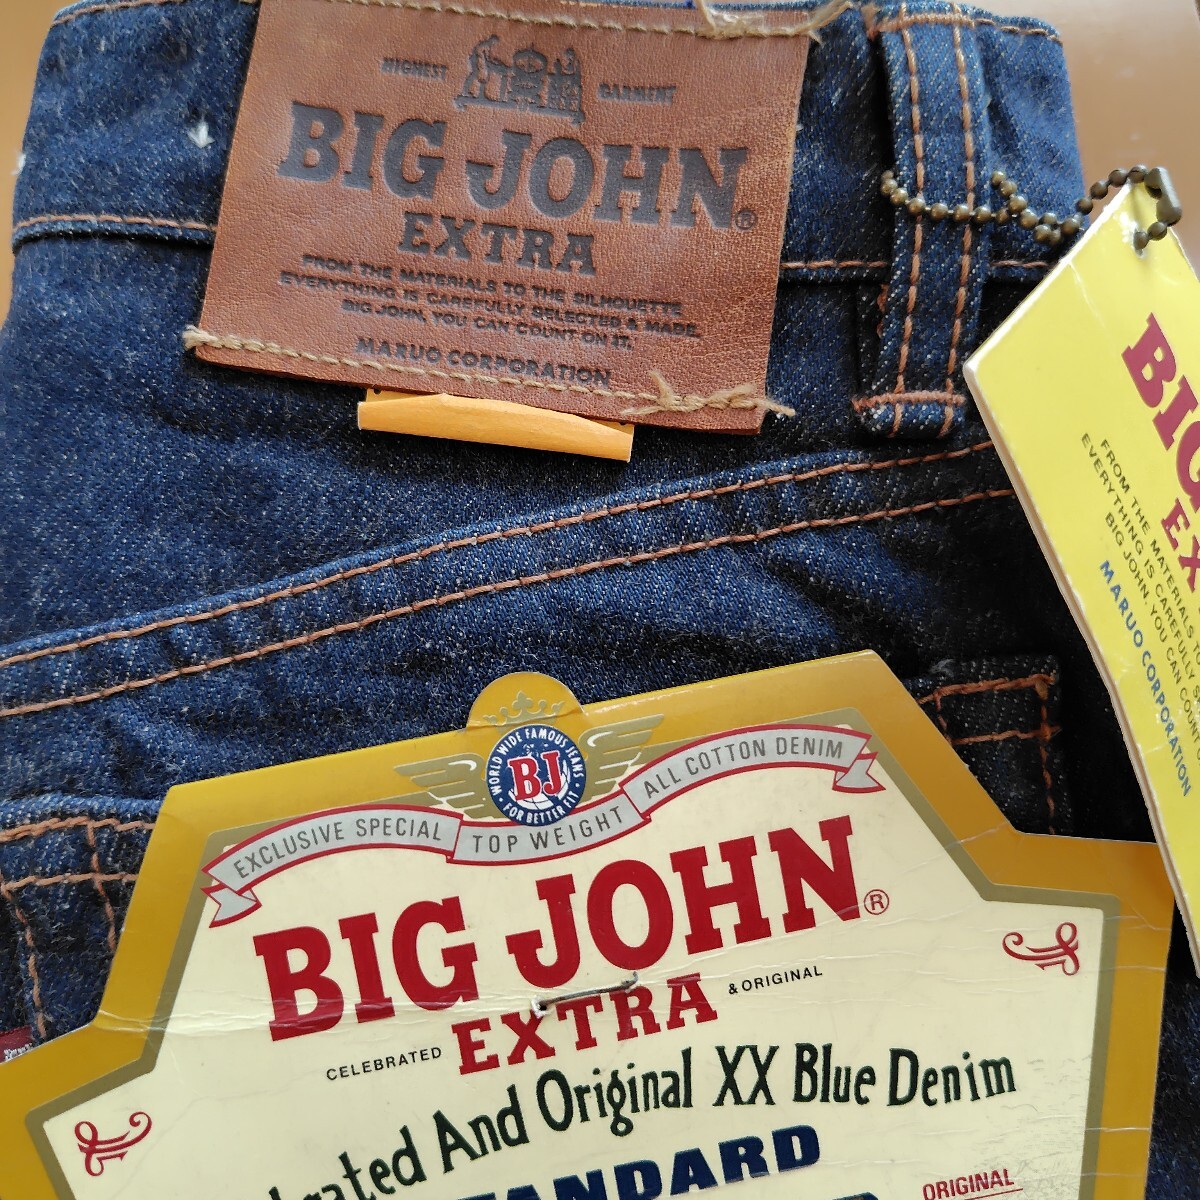 HIGHEST GARMENT
BIG JOHN®
EXTRA
FROM THE MATERIALS TO THE SILHOUETTE
EVERYTHING IS CAREFULLY SELECTED & MADE.
BIG JOHN, YOU CAN COUNT ON IT.
MARUO CORPORATION
BIG
EX
FROM THE MATERIALS TO
EVERYTHING IS CAREFULLY
BIG JOHN, YOU CAN COUNT
MARUO CORPORATION
WORLD WIDE FAMOUS JEANS
BJ
FOR BETTER FIT
EXCLUSIVE SPECIAL TOP WEIGHT ALL COTTON DENIM
BIG JOHN®
CELEBRATED EXTRA & ORIGINAL
And Original XX Blue Denim
STANDARD
ORIGINAL